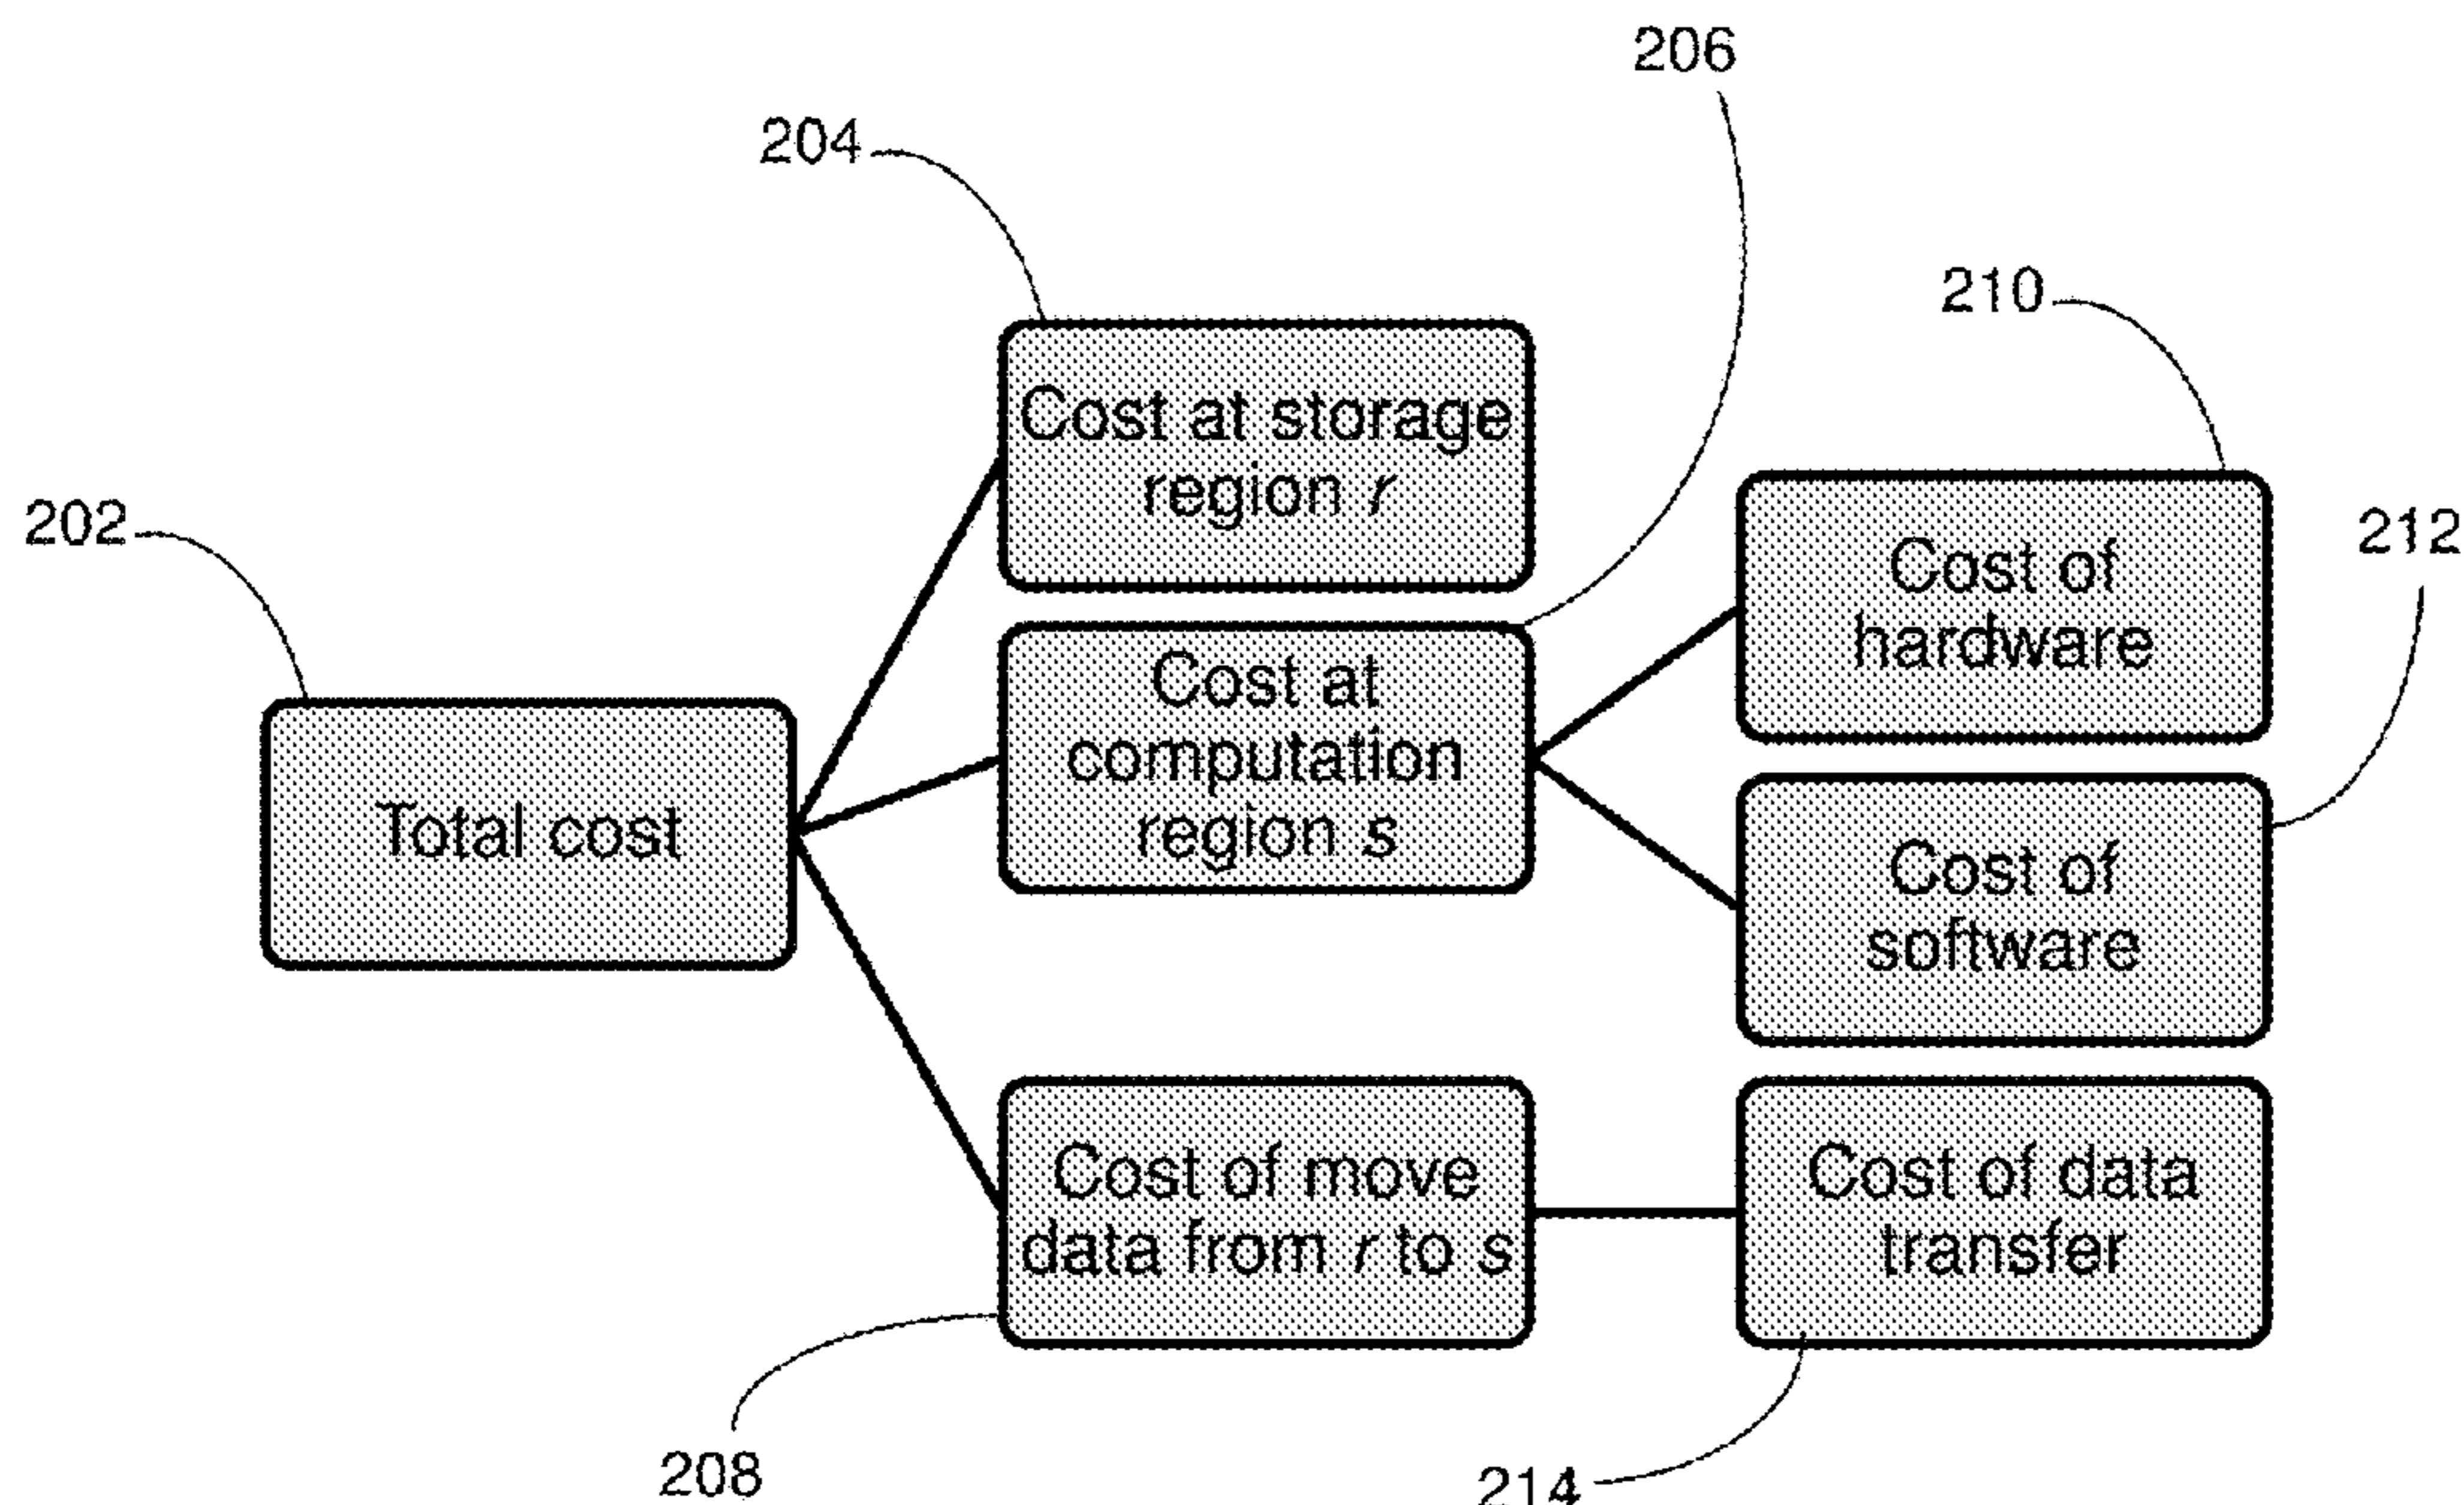 206
204
210
Cost at storage
region r
202
212
Cost of
hardware
Cost at
computation
region s
Total cost
Cost of
software
Cost of move
data from r to s
Cost of data
transfer
208
214